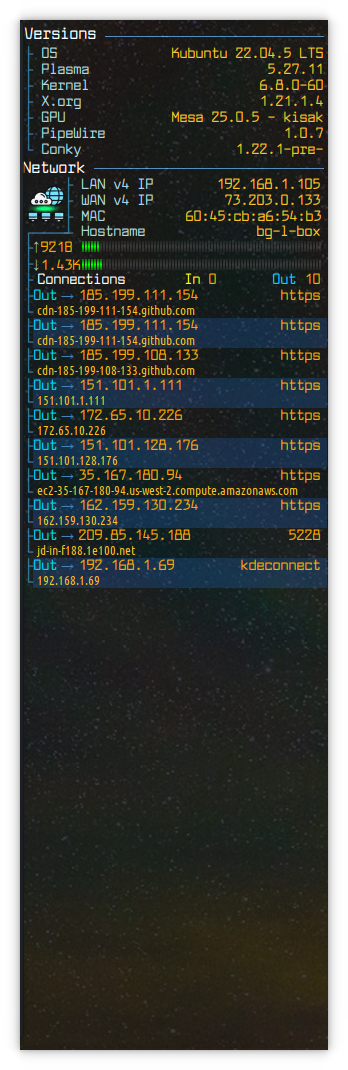 Versions
OS Kubuntu 22.04.5 LTS
Plasma 5.27.11
Kernel 6.8.0-60
X.org 1.21.1.4
GPU Mesa 25.0.5 - kisak
PipeWire 1.0.7
Conky 1.22.1-pre-
Network
LAN v4 IP 192.168.1.105
WAN v4 IP 73.203.0.133
MAC 60:45:cb:a6:54:b3
Hostname bg-l-box
↑921B
↓1.43K
Connections In 0 Out 10
Out → 185.199.111.154 https
cdn-185-199-111-154.github.com
Out → 185.199.111.154 https
cdn-185-199-111-154.github.com
Out → 185.199.108.133 https
cdn-185-199-108-133.github.com
Out → 151.101.1.111 https
151.101.1.111
Out → 172.65.10.226 https
172.65.10.226
Out → 151.101.128.176 https
151.101.128.176
Out → 35.167.180.94 https
ec2-35-167-180-94.us-west-2.compute.amazonaws.com
Out → 162.159.130.234 https
162.159.130.234
Out → 209.85.145.188 5228
jd-in-f188.1e100.net
Out → 192.168.1.69 kdeconnect
192.168.1.69